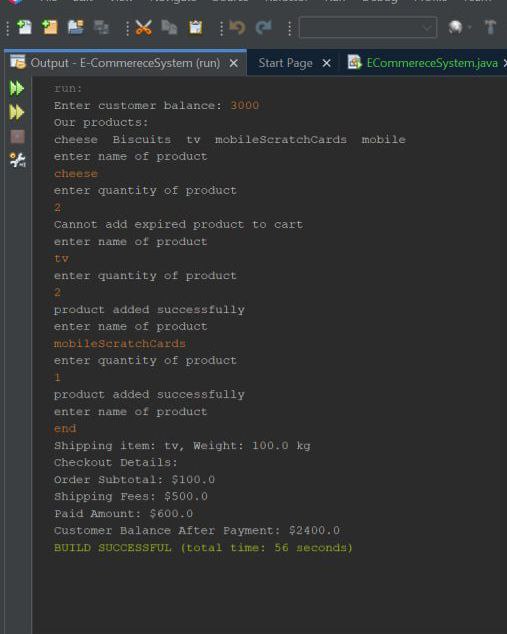 Output - E-CommereceSystem (run) × Start Page × ECommereceSystem.java
run:
Enter customer balance: 3000
Our products:
cheese Biscuits tv mobileScratchCards mobile
enter name of product
cheese
enter quantity of product
2
Cannot add expired product to cart
enter name of product
tv
enter quantity of product
2
product added successfully
enter name of product
mobileScratchCards
enter quantity of product
1
product added successfully
enter name of product
end
Shipping item: tv, Weight: 100.0 kg
Checkout Details:
Order Subtotal: $100.0
Shipping Fees: $500.0
Paid Amount: $600.0
Customer Balance After Payment: $2400.0
BUILD SUCCESSFUL (total time: 56 seconds)